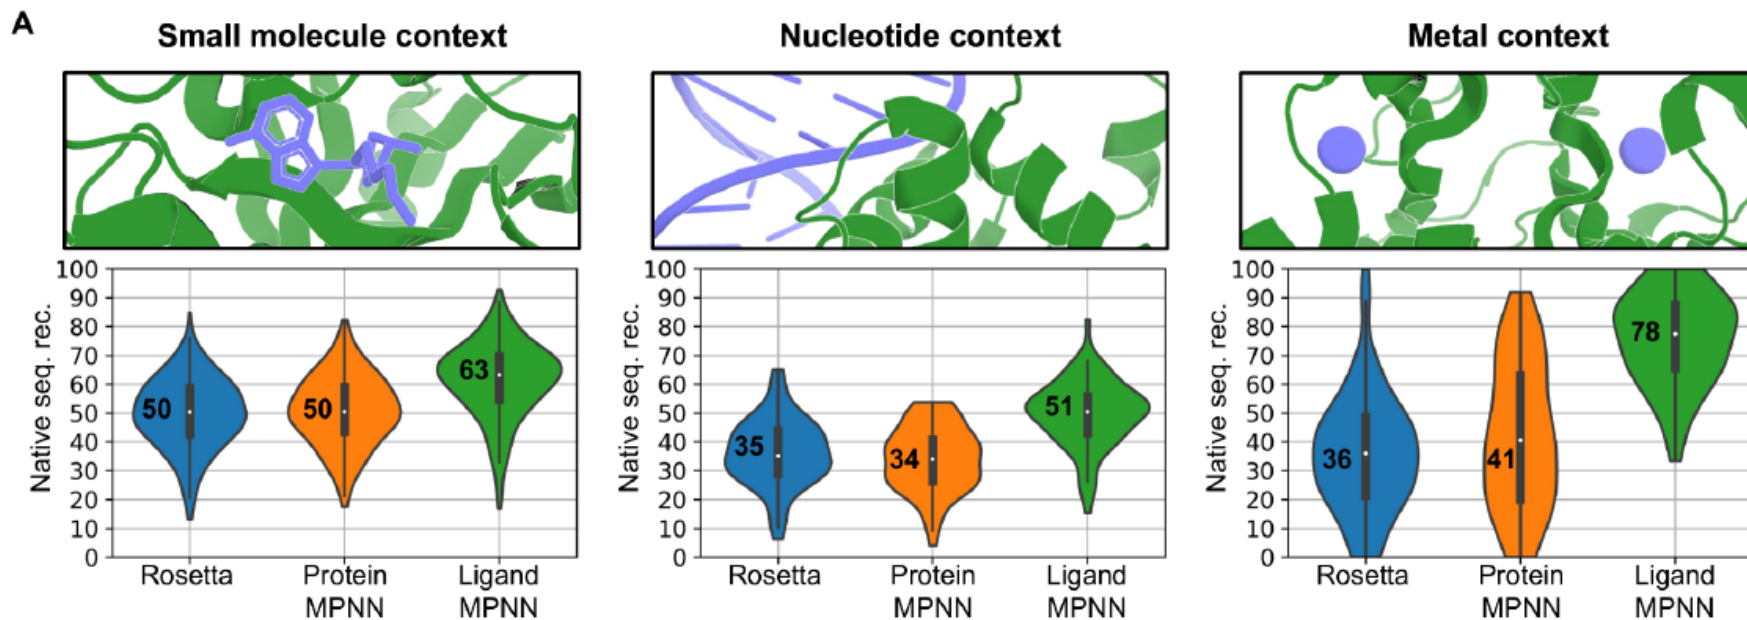 A
Small molecule context
Nucleotide context
Metal context
Native seq. rec.
100
90
80
70
60
50
40
30
20
10
0
50
50
63
Rosetta
Protein
MPNN
Ligand
MPNN
Native seq. rec.
100
90
80
70
60
50
40
30
20
10
0
35
34
51
Rosetta
Protein
MPNN
Ligand
MPNN
Native seq. rec.
100
90
80
70
60
50
40
30
20
10
0
36
41
78
Rosetta
Protein
MPNN
Ligand
MPNN